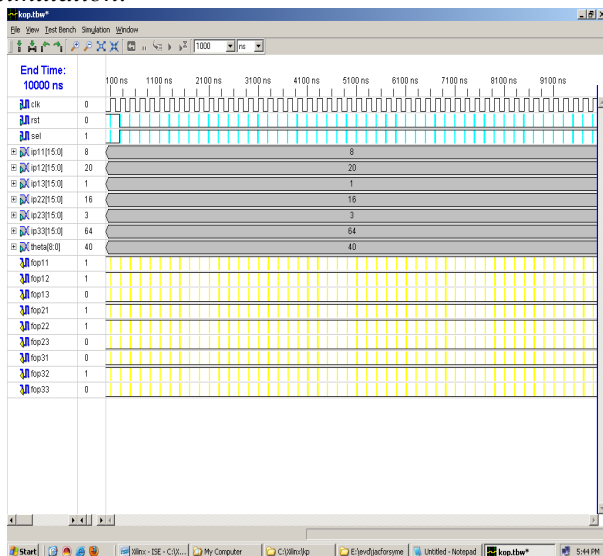 simulation.
kop.tbw*
File View Test Bench Simulation Window
1000 ns
End Time:
10000 ns
100 ns 1100 ns 2100 ns 3100 ns 4100 ns 5100 ns 6100 ns 7100 ns 8100 ns 9100 ns
clk 0
rst 0
sel 1
ip11[15:0] 8 8
ip12[15:0] 20 20
ip13[15:0] 1 1
ip22[15:0] 16 16
ip23[15:0] 3 3
ip33[15:0] 64 64
theta[8:0] 40 40
fop11 1
fop12 1
fop13 0
fop21 1
fop22 1
fop23 0
fop31 0
fop32 1
fop33 0
Start Xilinx - ISE - C:\X... My Computer C:\Xilinx\kp E:\evd\jacforsyme Untitled - Notepad kop.tbw* 5:44 PM